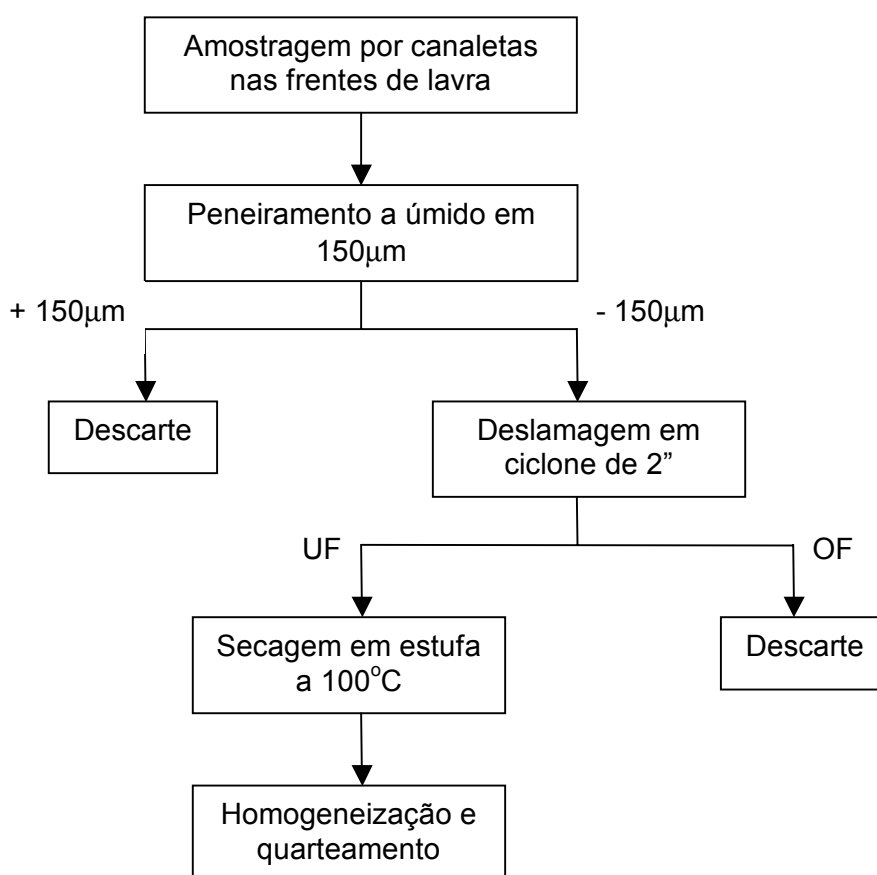 Amostragem por canaletas
nas frentes de lavra
Peneiramento a úmido em
150μm
+ 150μm
- 150μm
Descarte
Deslamagem em
ciclone de 2”
UF
OF
Secagem em estufa
a 100°C
Descarte
Homogeneização e
quarteamento